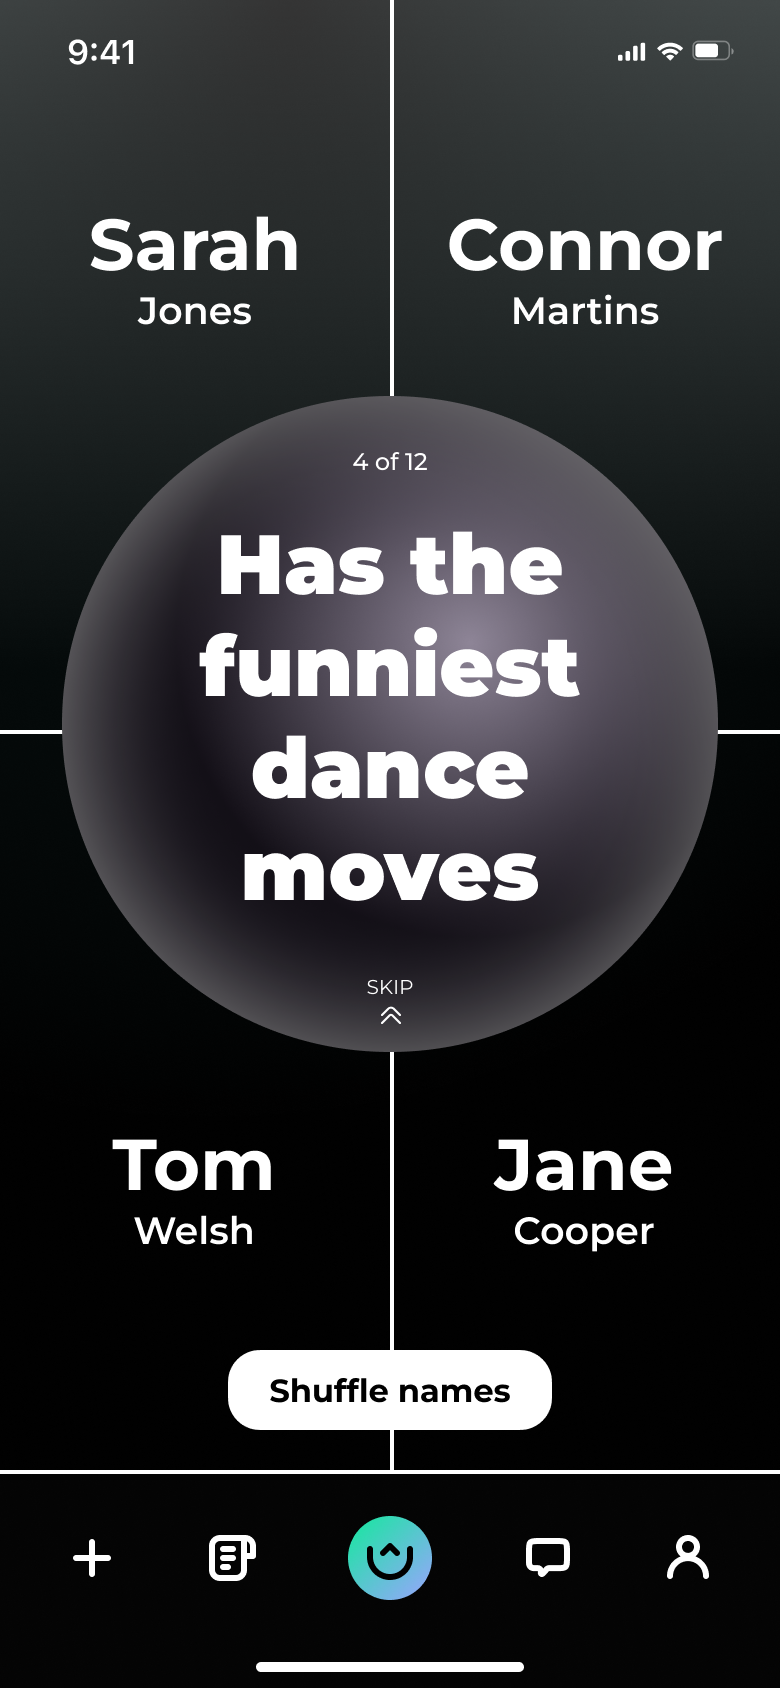 9:41
Sarah
Jones
Connor
Martins
4 of 12
Has the
funniest
dance
moves
SKIP
Tom
Welsh
Jane
Cooper
Shuffle names